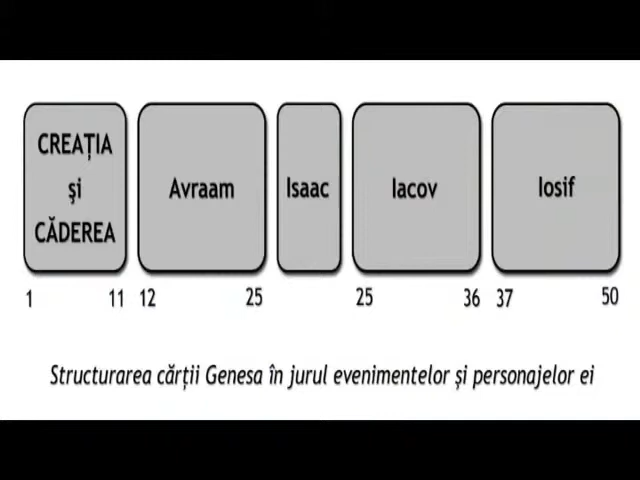 CREAȚIA
și
CĂDEREA
Avraam
Isaac
Iacov
Iosif
1 11 12 25 25 36 37 50
Structurarea cărții Genesa în jurul evenimentelor și personajelor ei